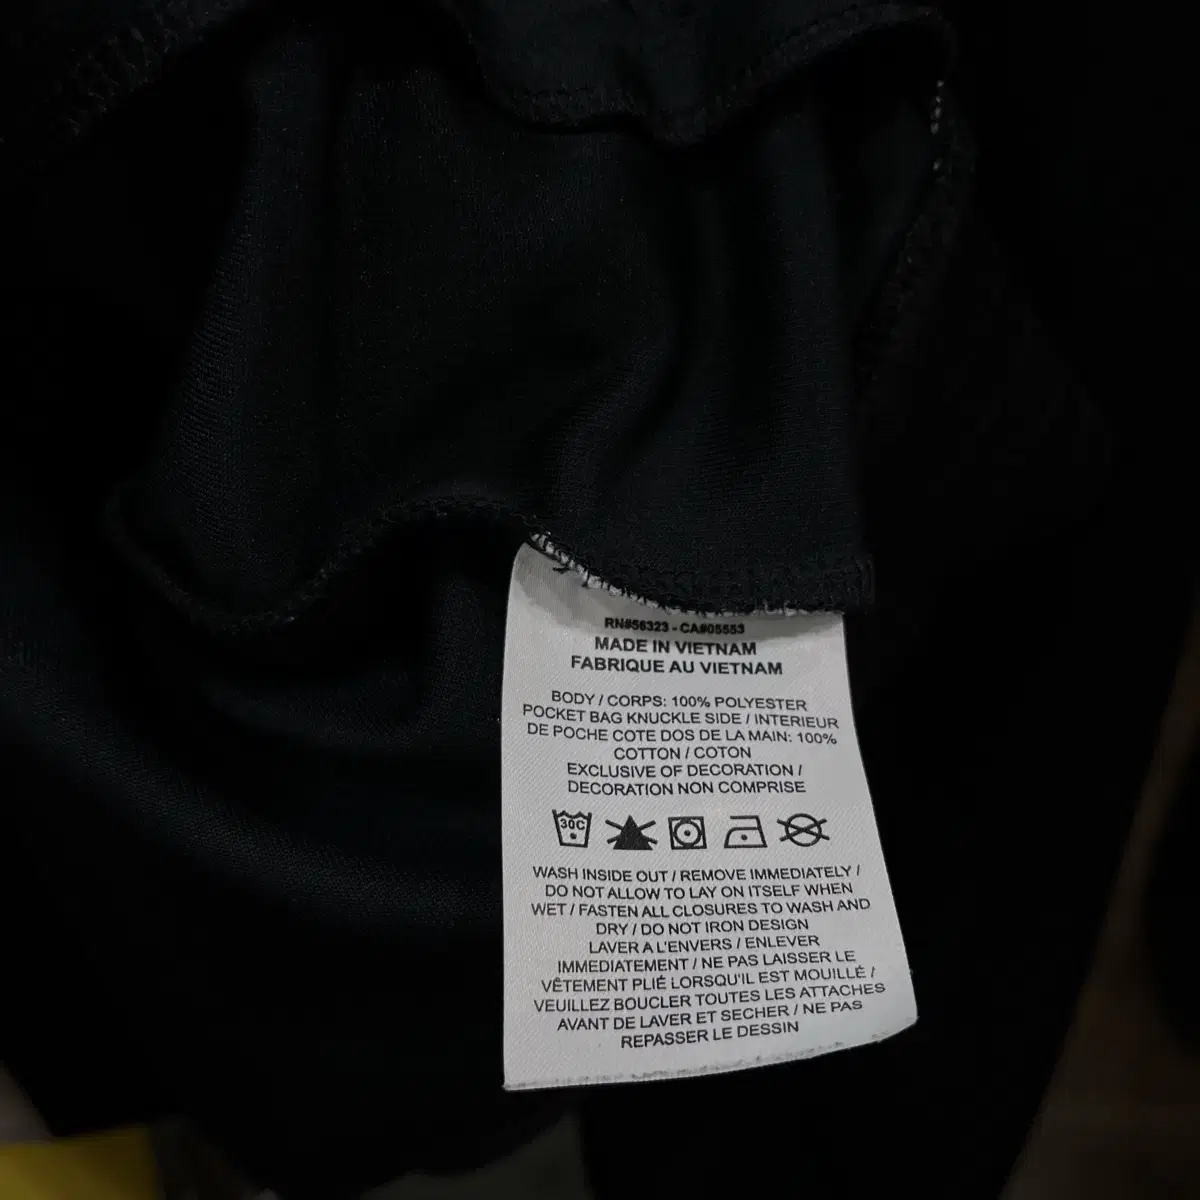 RN#56323 - CA#05553
MADE IN VIETNAM
FABRIQUE AU VIETNAM
BODY / CORPS: 100% POLYESTER
POCKET BAG KNUCKLE SIDE / INTERIEUR
DE POCHE COTE DOS DE LA MAIN: 100%
COTTON / COTON
EXCLUSIVE OF DECORATION /
DECORATION NON COMPRISE
30C
WASH INSIDE OUT / REMOVE IMMEDIATELY /
DO NOT ALLOW TO LAY ON ITSELF WHEN
WET / FASTEN ALL CLOSURES TO WASH AND
DRY / DO NOT IRON DESIGN
LAVER A L'ENVERS / ENLEVER
IMMEDIATEMENT / NE PAS LAISSER LE
VÊTEMENT PLIÉ LORSQU'IL EST MOUILLÉ /
VEUILLEZ BOUCLER TOUTES LES ATTACHES
AVANT DE LAVER ET SECHER / NE PAS
REPASSER LE DESSIN